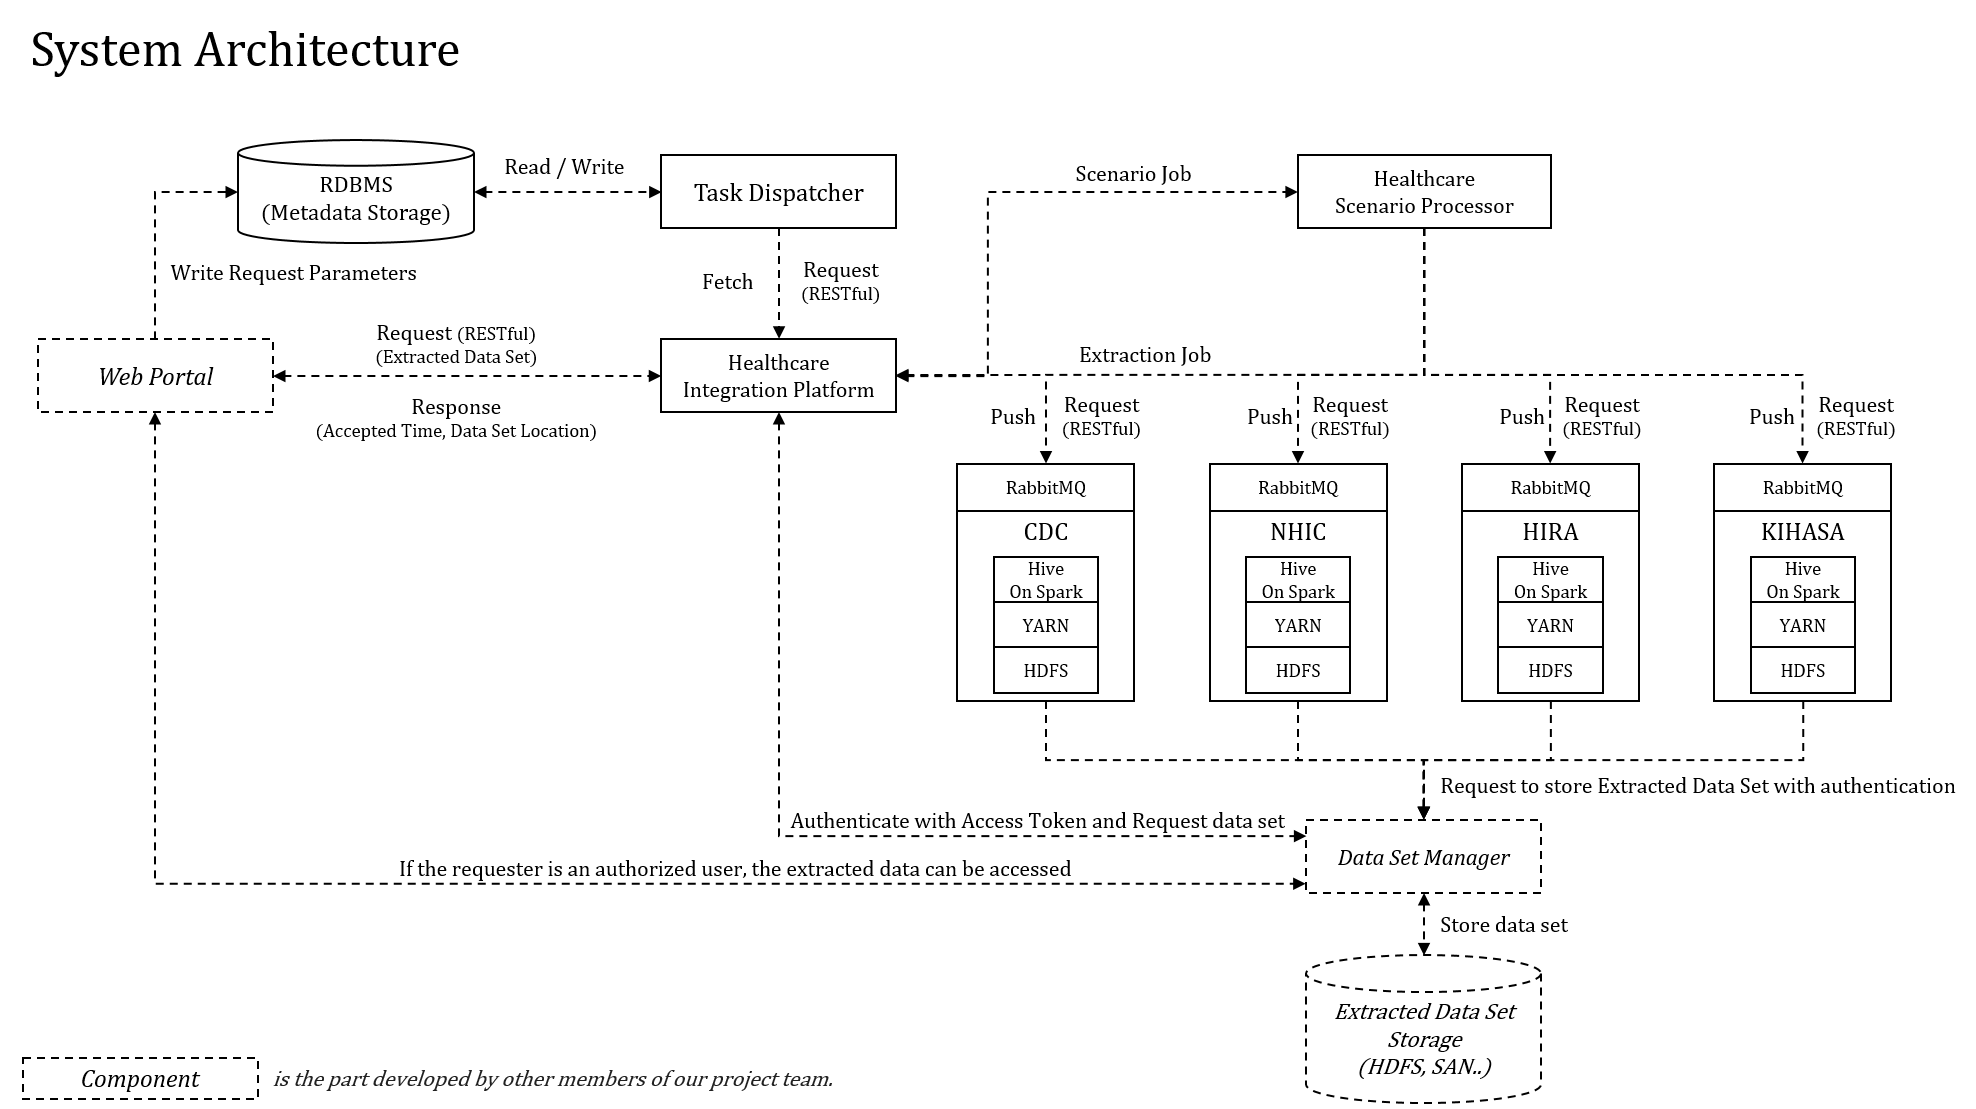 System Architecture
RDBMS
(Metadata Storage)
Read / Write
Task Dispatcher
Scenario Job
Healthcare
Scenario Processor
Write Request Parameters
Fetch
Request
(RESTful)
Web Portal
Request (RESTful)
(Extracted Data Set)
Response
(Accepted Time, Data Set Location)
Healthcare
Integration Platform
Extraction Job
Push
Request
(RESTful)
Push
Request
(RESTful)
Push
Request
(RESTful)
Push
Request
(RESTful)
RabbitMQ
CDC
Hive
On Spark
YARN
HDFS
RabbitMQ
NHIC
Hive
On Spark
YARN
HDFS
RabbitMQ
HIRA
Hive
On Spark
YARN
HDFS
RabbitMQ
KIHASA
Hive
On Spark
YARN
HDFS
Request to store Extracted Data Set with authentication
Authenticate with Access Token and Request data set
If the requester is an authorized user, the extracted data can be accessed
Data Set Manager
Store data set
Extracted Data Set
Storage
(HDFS, SAN..)
Component
is the part developed by other members of our project team.